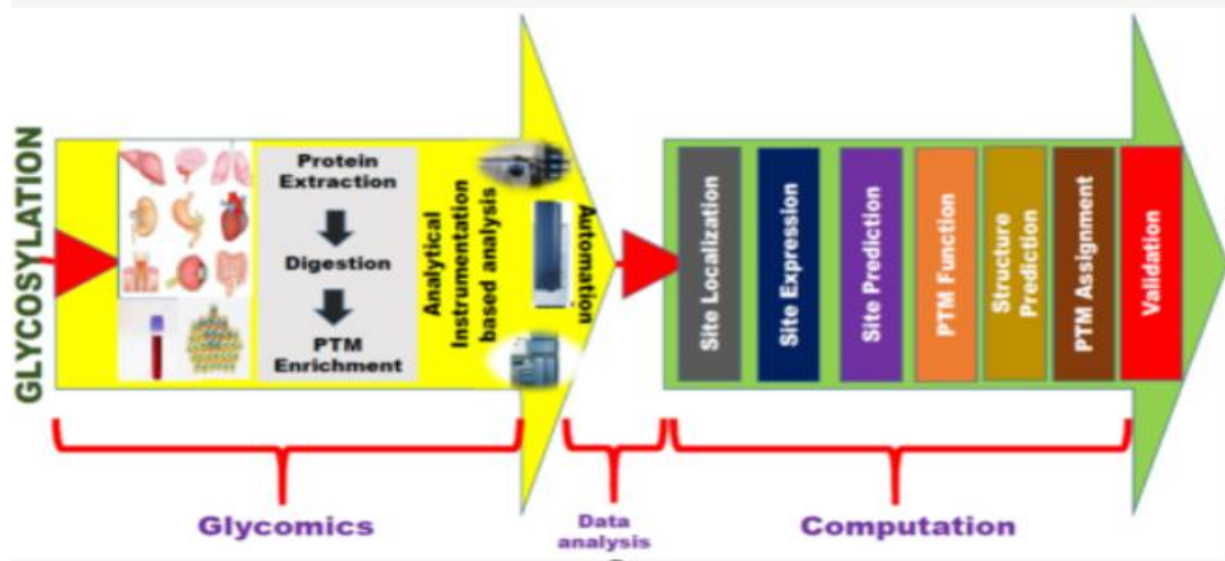 GLYCOSYLATION
Protein
Extraction
Digestion
PTM
Enrichment
Analytical
Instrumentation
based analysis
Automation
Site Localization
Site Expression
Site Prediction
PTM Function
Structure
Prediction
PTM Assignment
Validation
Glycomics
Data
analysis
Computation